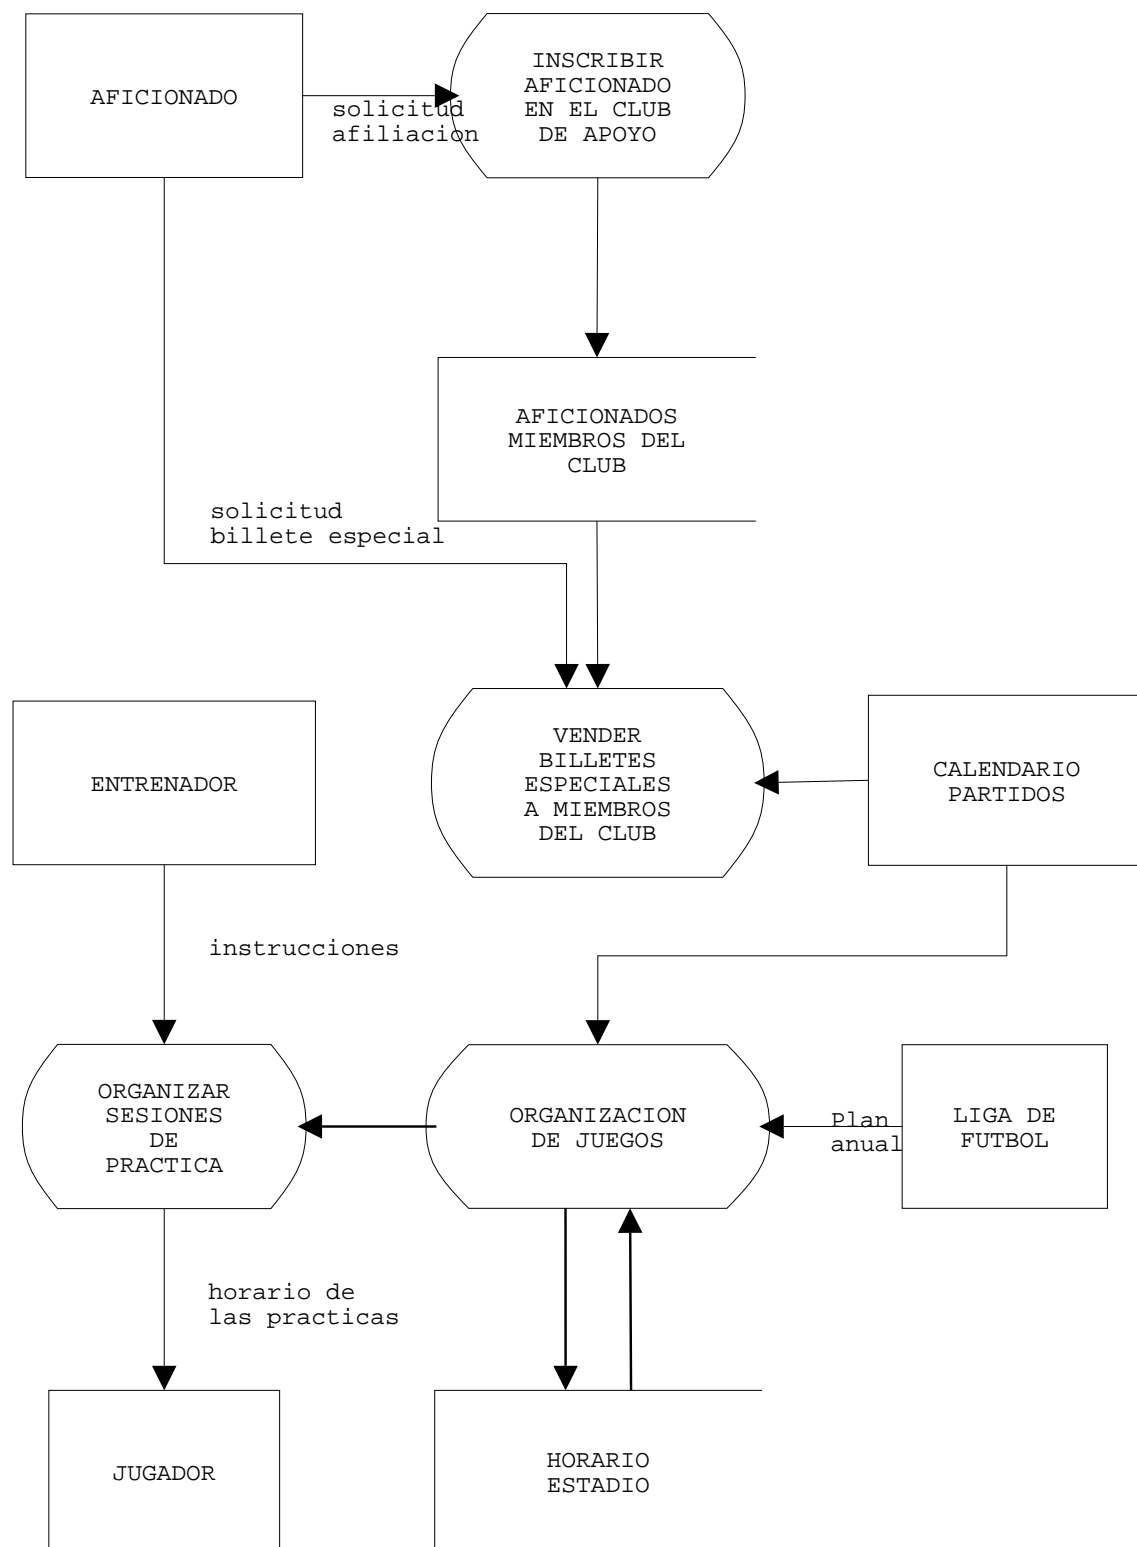 AFICIONADO
solicitud
afiliacion
INSCRIBIR
AFICIONADO
EN EL CLUB
DE APOYO
AFICIONADOS
MIEMBROS DEL
CLUB
solicitud
billete especial
ENTRENADOR
VENDER
BILLETES
ESPECIALES
A MIEMBROS
DEL CLUB
CALENDARIO
PARTIDOS
instrucciones
ORGANIZAR
SESIONES
DE
PRACTICA
ORGANIZACION
DE JUEGOS
Plan
anual
LIGA DE
FUTBOL
horario de
las practicas
JUGADOR
HORARIO
ESTADIO